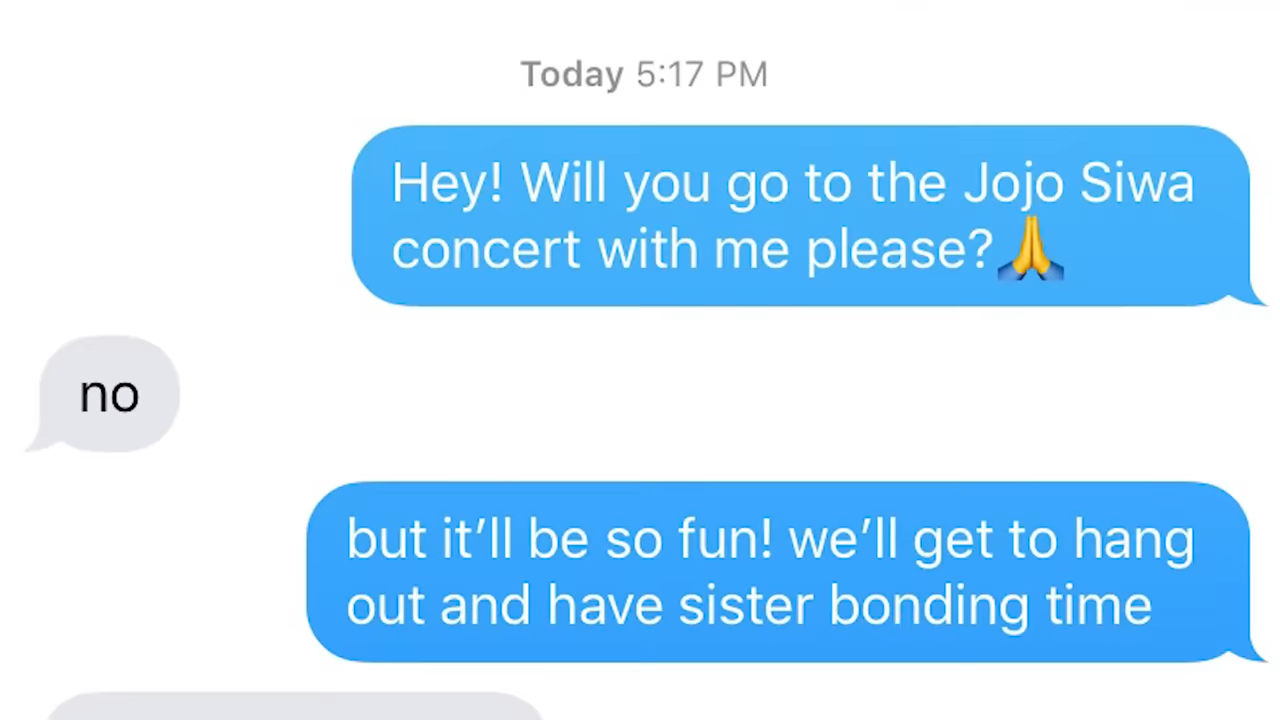 Today 5:17 PM
Hey! Will you go to the Jojo Siwa
concert with me please?🙏
no
but it’ll be so fun! we’ll get to hang
out and have sister bonding time